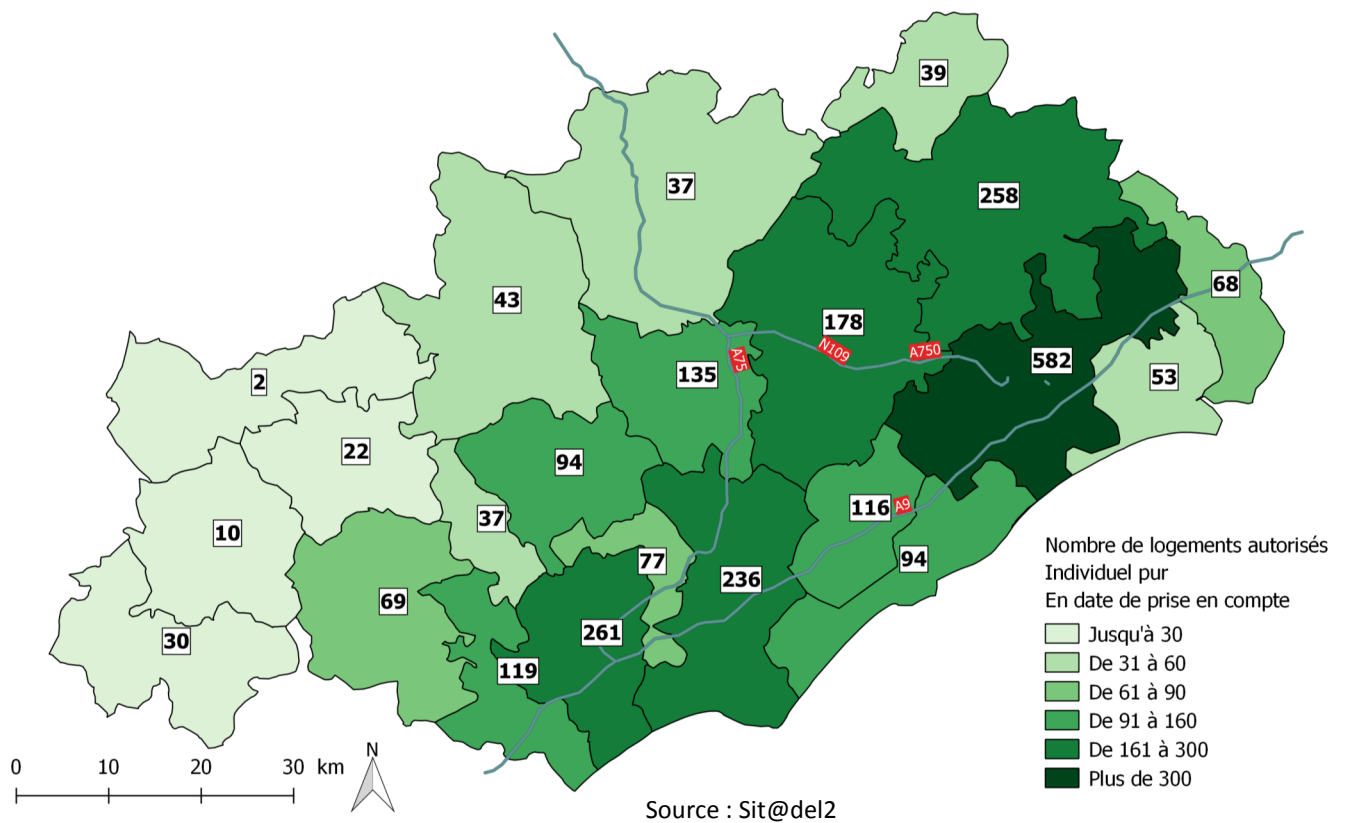 39
37
258
68
43
178
N109
A750
582
53
135
A75
2
22
94
10
37
116
A9
94
77
236
69
261
30
119
Nombre de logements autorisés
Individuel pur
En date de prise en compte
Jusqu'à 30
De 31 à 60
De 61 à 90
De 91 à 160
De 161 à 300
Plus de 300
0 10 20 30 km
N
Source : Sit@del2